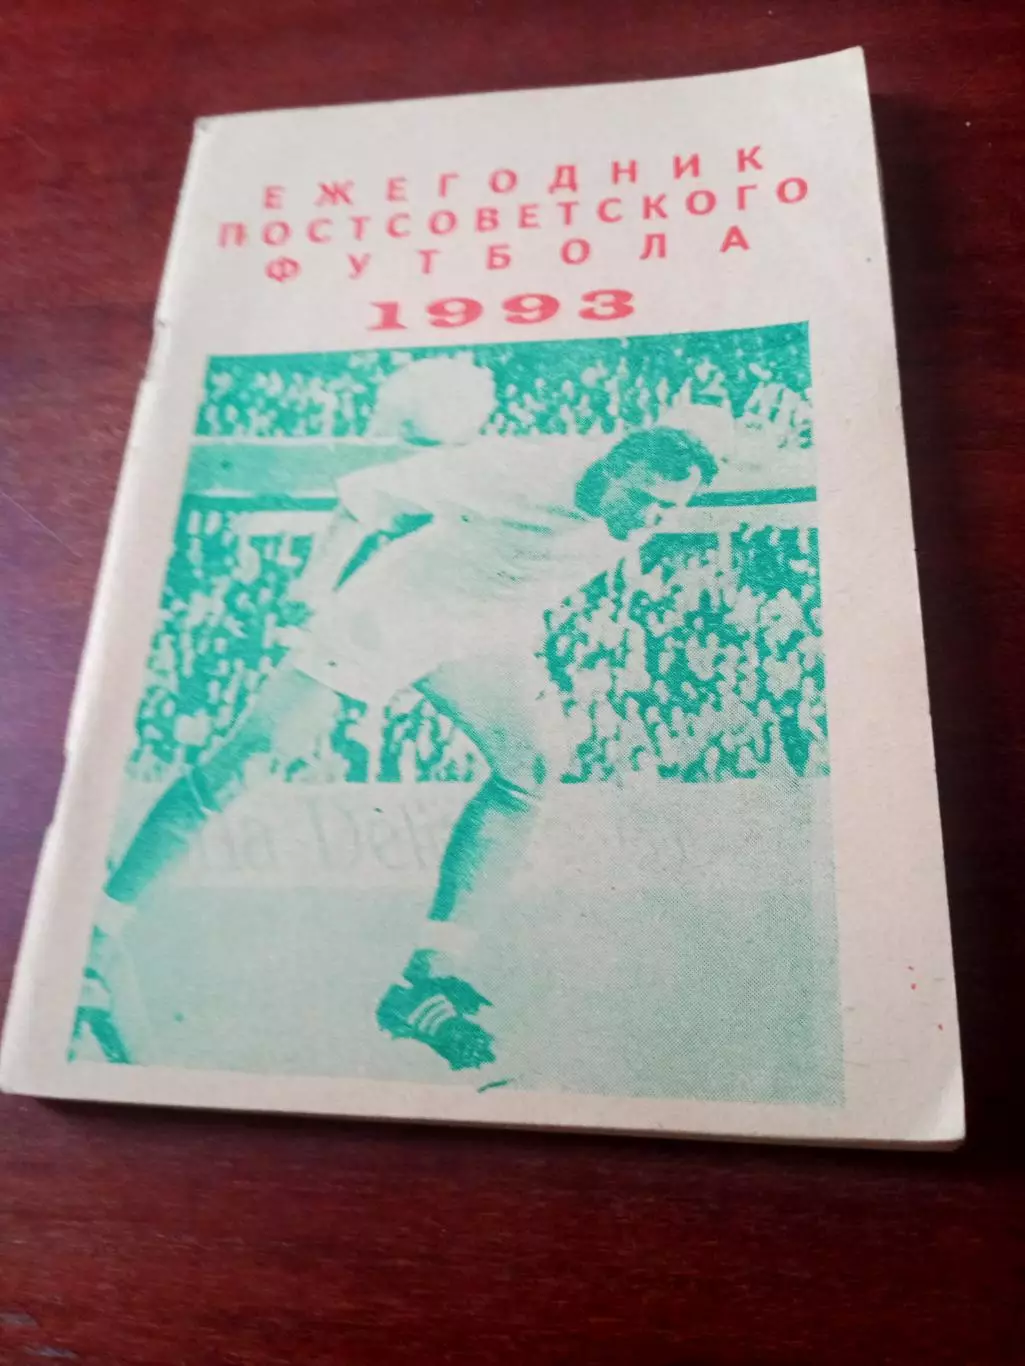 ЕЖЕГОДНИК
ПОСТСОВЕТСКОГО
ФУТБОЛА
1993